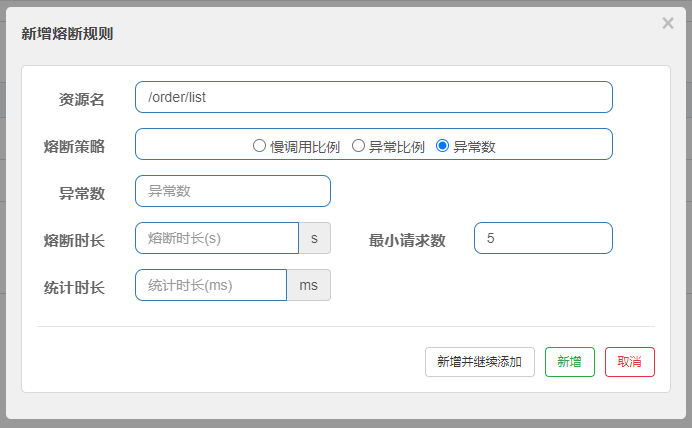 新增熔断规则
×
资源名 /order/list
熔断策略 慢调用比例 异常比例 异常数
异常数 异常数
熔断时长 熔断时长(s) s 最小请求数 5
统计时长 统计时长(ms) ms
新增并继续添加 新增 取消